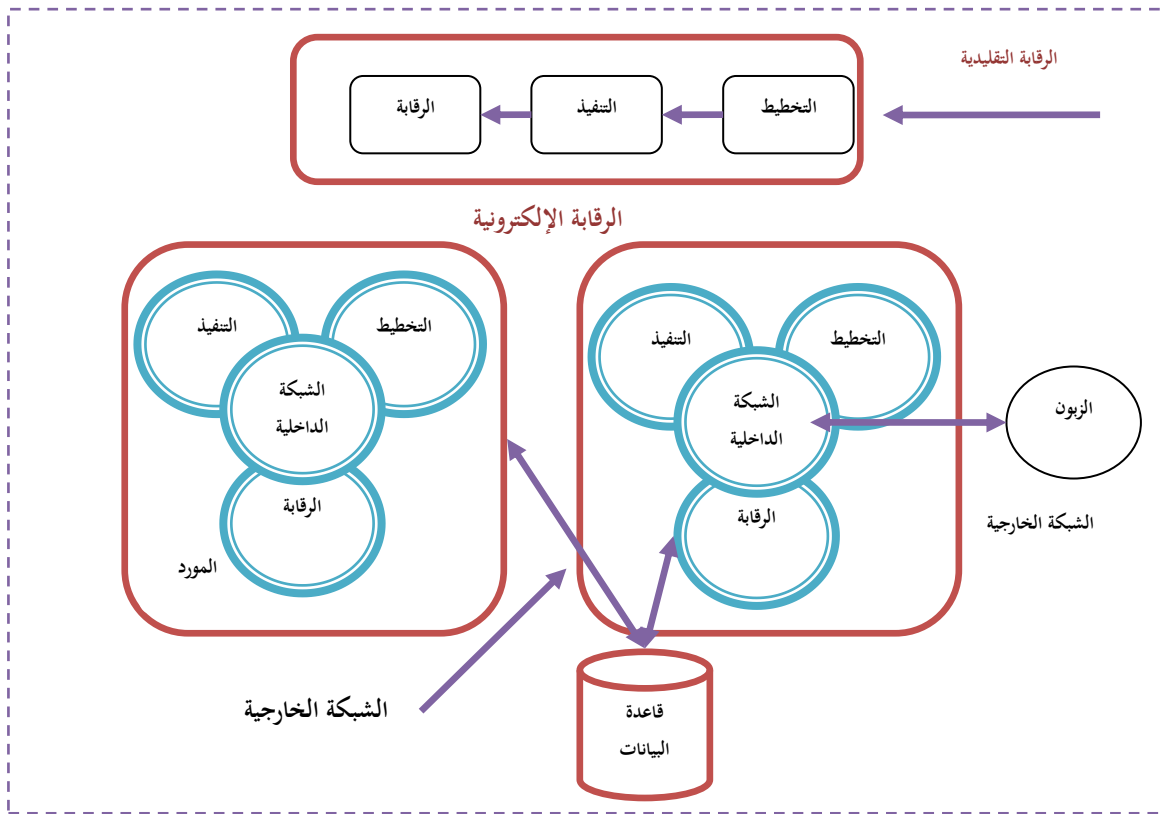 الرقابة التقليدية
التخطيط
التنفيذ
الرقابة
الرقابة الإلكترونية
التخطيط
التنفيذ
الشبكة
الداخلية
الرقابة
الزبون
الشبكة الخارجية
التخطيط
التنفيذ
الشبكة
الداخلية
الرقابة
المورد
الشبكة الخارجية
قاعدة
البيانات